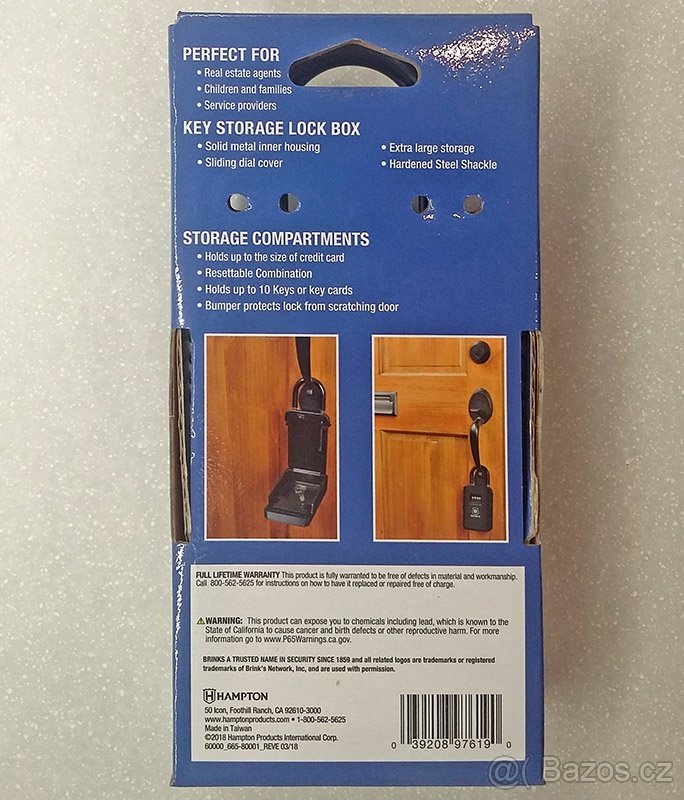 PERFECT FOR
• Real estate agents
• Children and families
• Service providers
KEY STORAGE LOCK BOX
• Solid metal inner housing
• Sliding dial cover
• Extra large storage
• Hardened Steel Shackle
STORAGE COMPARTMENTS
• Holds up to the size of credit card
• Resettable Combination
• Holds up to 10 Keys or key cards
• Bumper protects lock from scratching door
FULL LIFETIME WARRANTY This product is fully warranted to be free of defects in material and workmanship.
Call 800-562-5625 for instructions on how to have it replaced or repaired free of charge.
⚠WARNING: This product can expose you to chemicals including lead, which is known to the
State of California to cause cancer and birth defects or other reproductive harm. For more
information go to www.P65Warnings.ca.gov.
BRINKS A TRUSTED NAME IN SECURITY SINCE 1859 and all related logos are trademarks or registered
trademarks of Brink's Network, Inc, and are used with permission.
HAMPTON
50 Icon, Foothill Ranch, CA 92610-3000
www.hamptonproducts.com • 1-800-562-5625
Made in Taiwan
©2018 Hampton Products International Corp.
60000_665-80001_REVE 03/18
0 39208 97619 0
@( Bazos.cz